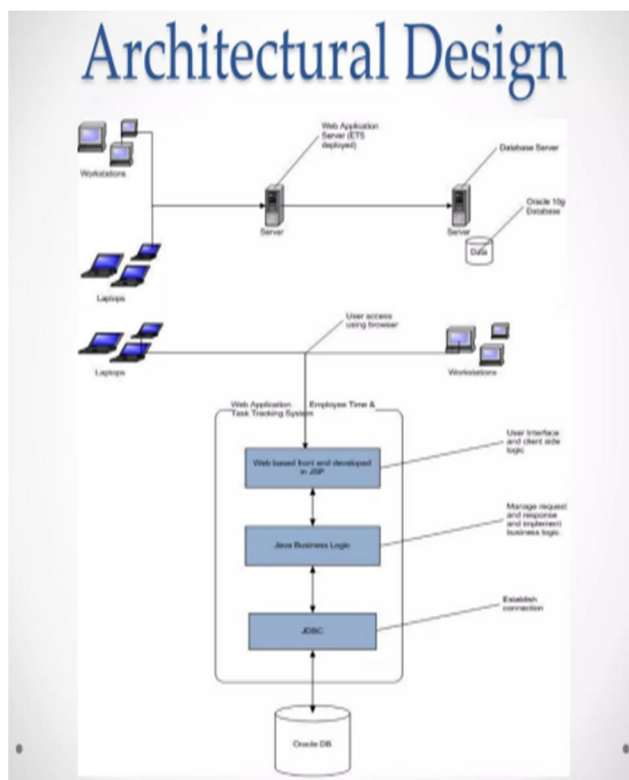 Architectural Design
Web Application
Server (ETS
deployed)
Database Server
Workstations
Oracle 10g
Database
Server
Server
Data
Laptops
User access
using browser
Laptops
Workstations
Web Application    Employee Time &
Task Tracking System
User Interface
and client side
logic
Web based front end developed
in JSP
Manage request
and response
and implement
business logic
Java Business Logic
Establish
connection
JDBC
Oracle DB